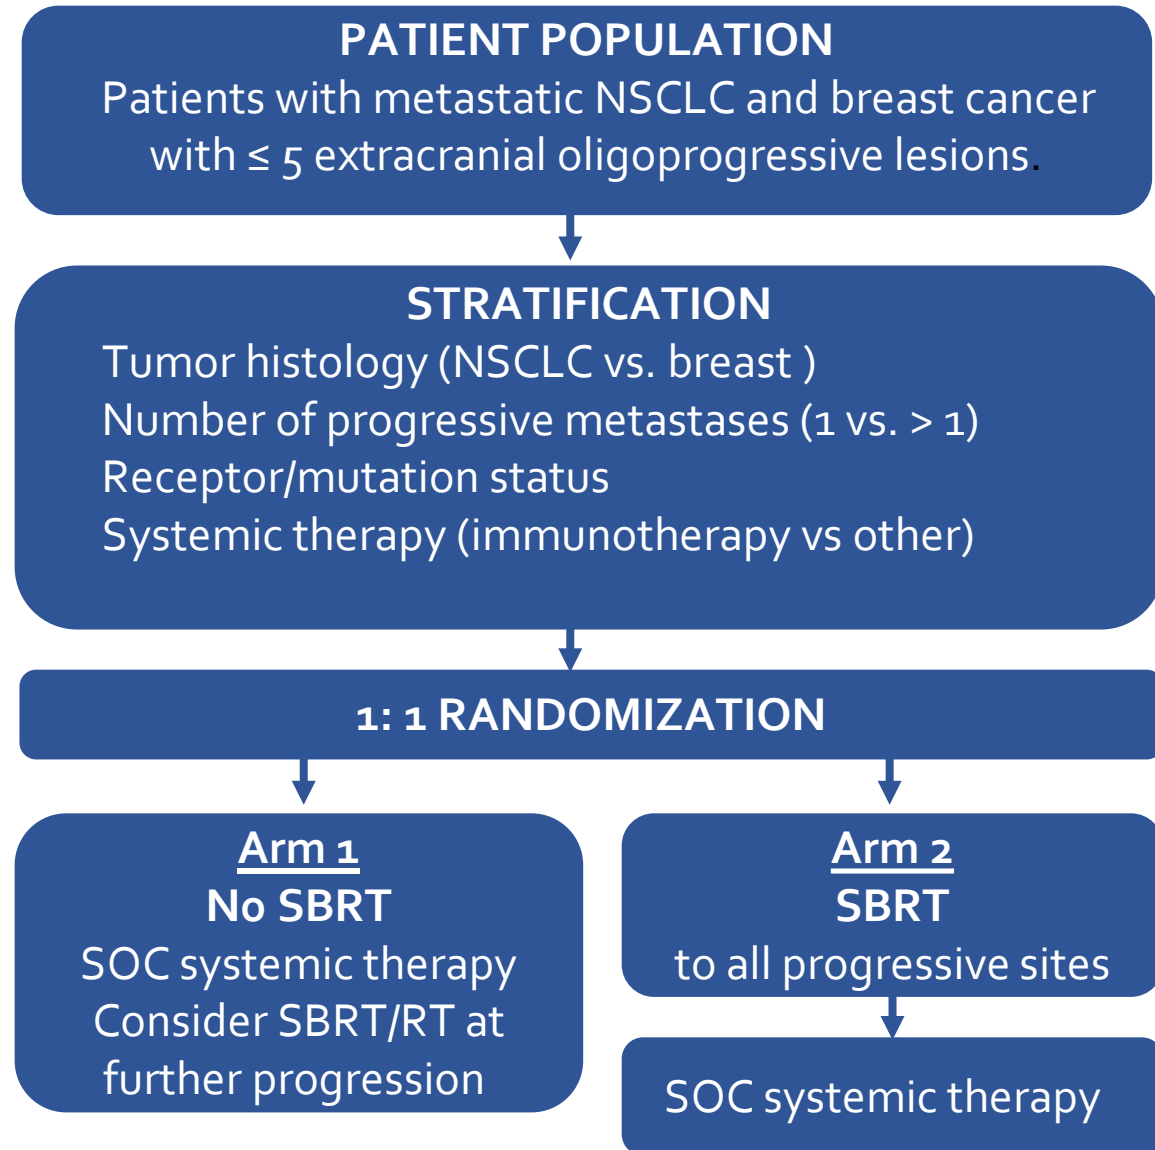 PATIENT POPULATION
Patients with metastatic NSCLC and breast cancer
with ≤ 5 extracranial oligoprogressive lesions.
STRATIFICATION
Tumor histology (NSCLC vs. breast )
Number of progressive metastases (1 vs. > 1)
Receptor/mutation status
Systemic therapy (immunotherapy vs other)
1: 1 RANDOMIZATION
Arm 1
No SBRT
SOC systemic therapy
Consider SBRT/RT at
further progression
Arm 2
SBRT
to all progressive sites
SOC systemic therapy